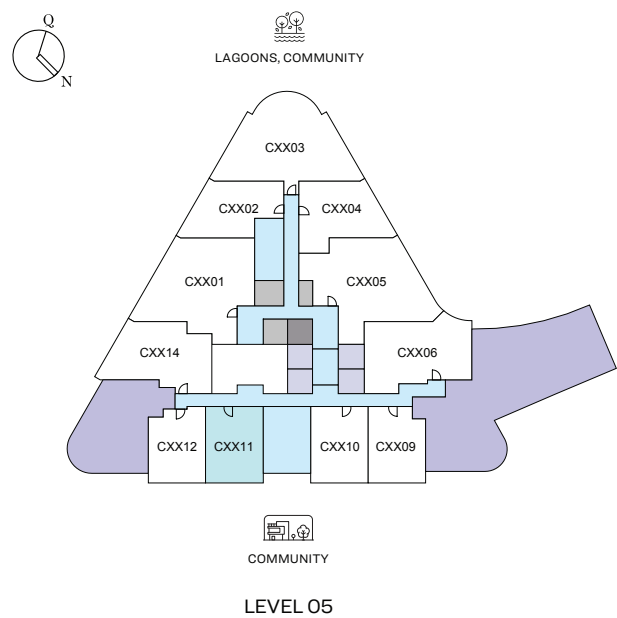 Q
N
LAGOONS, COMMUNITY
CXX03
CXX02 CXX04
CXX01 CXX05
CXX14 CXX06
CXX12 CXX11 CXX10 CXX09
COMMUNITY
LEVEL 05